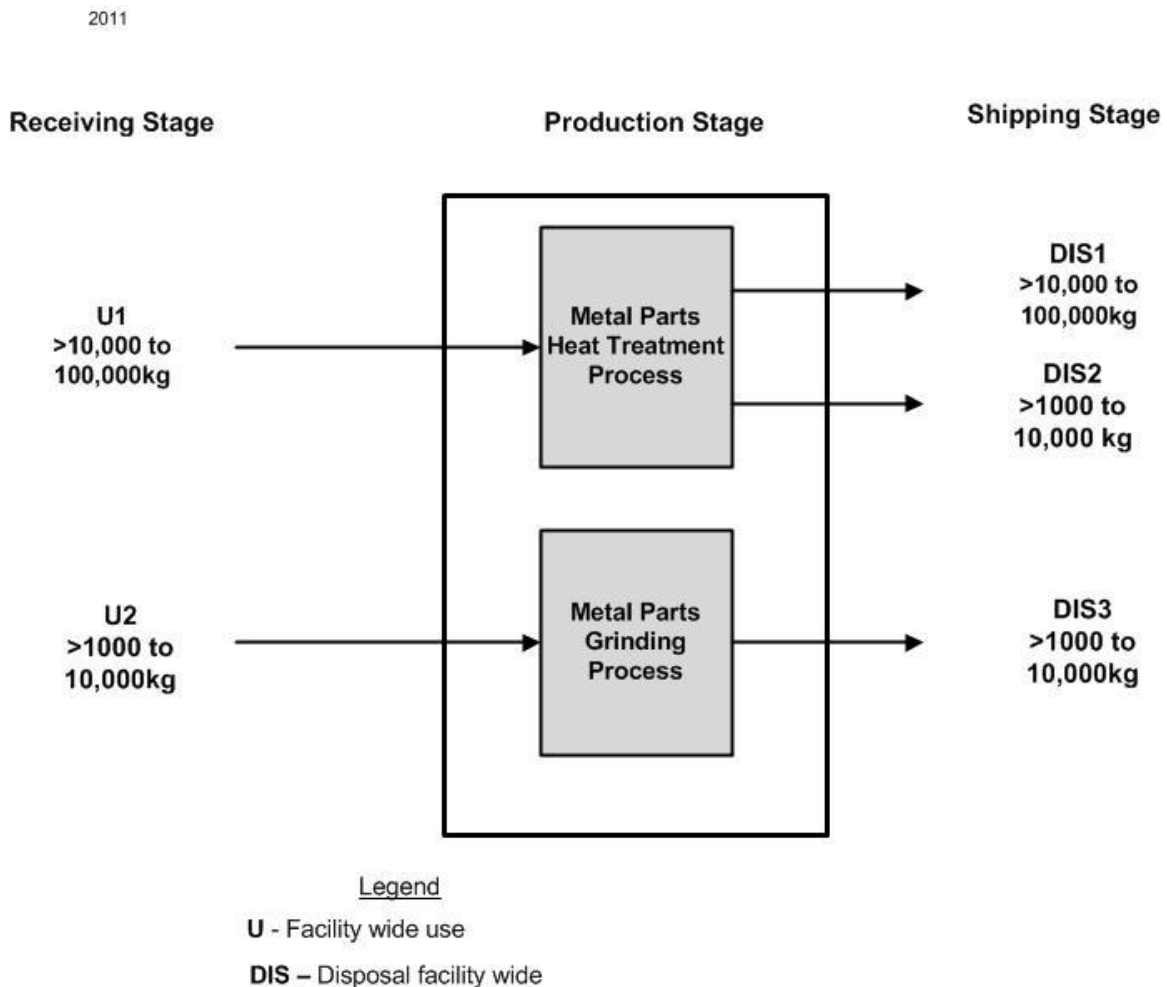 2011
Receiving Stage
Production Stage
Shipping Stage
U1
>10,000 to
100,000kg
Metal Parts
Heat Treatment
Process
DIS1
>10,000 to
100,000kg
DIS2
>1000 to
10,000 kg
U2
>1000 to
10,000kg
Metal Parts
Grinding
Process
DIS3
>1000 to
10,000kg
Legend
U - Facility wide use
DIS – Disposal facility wide